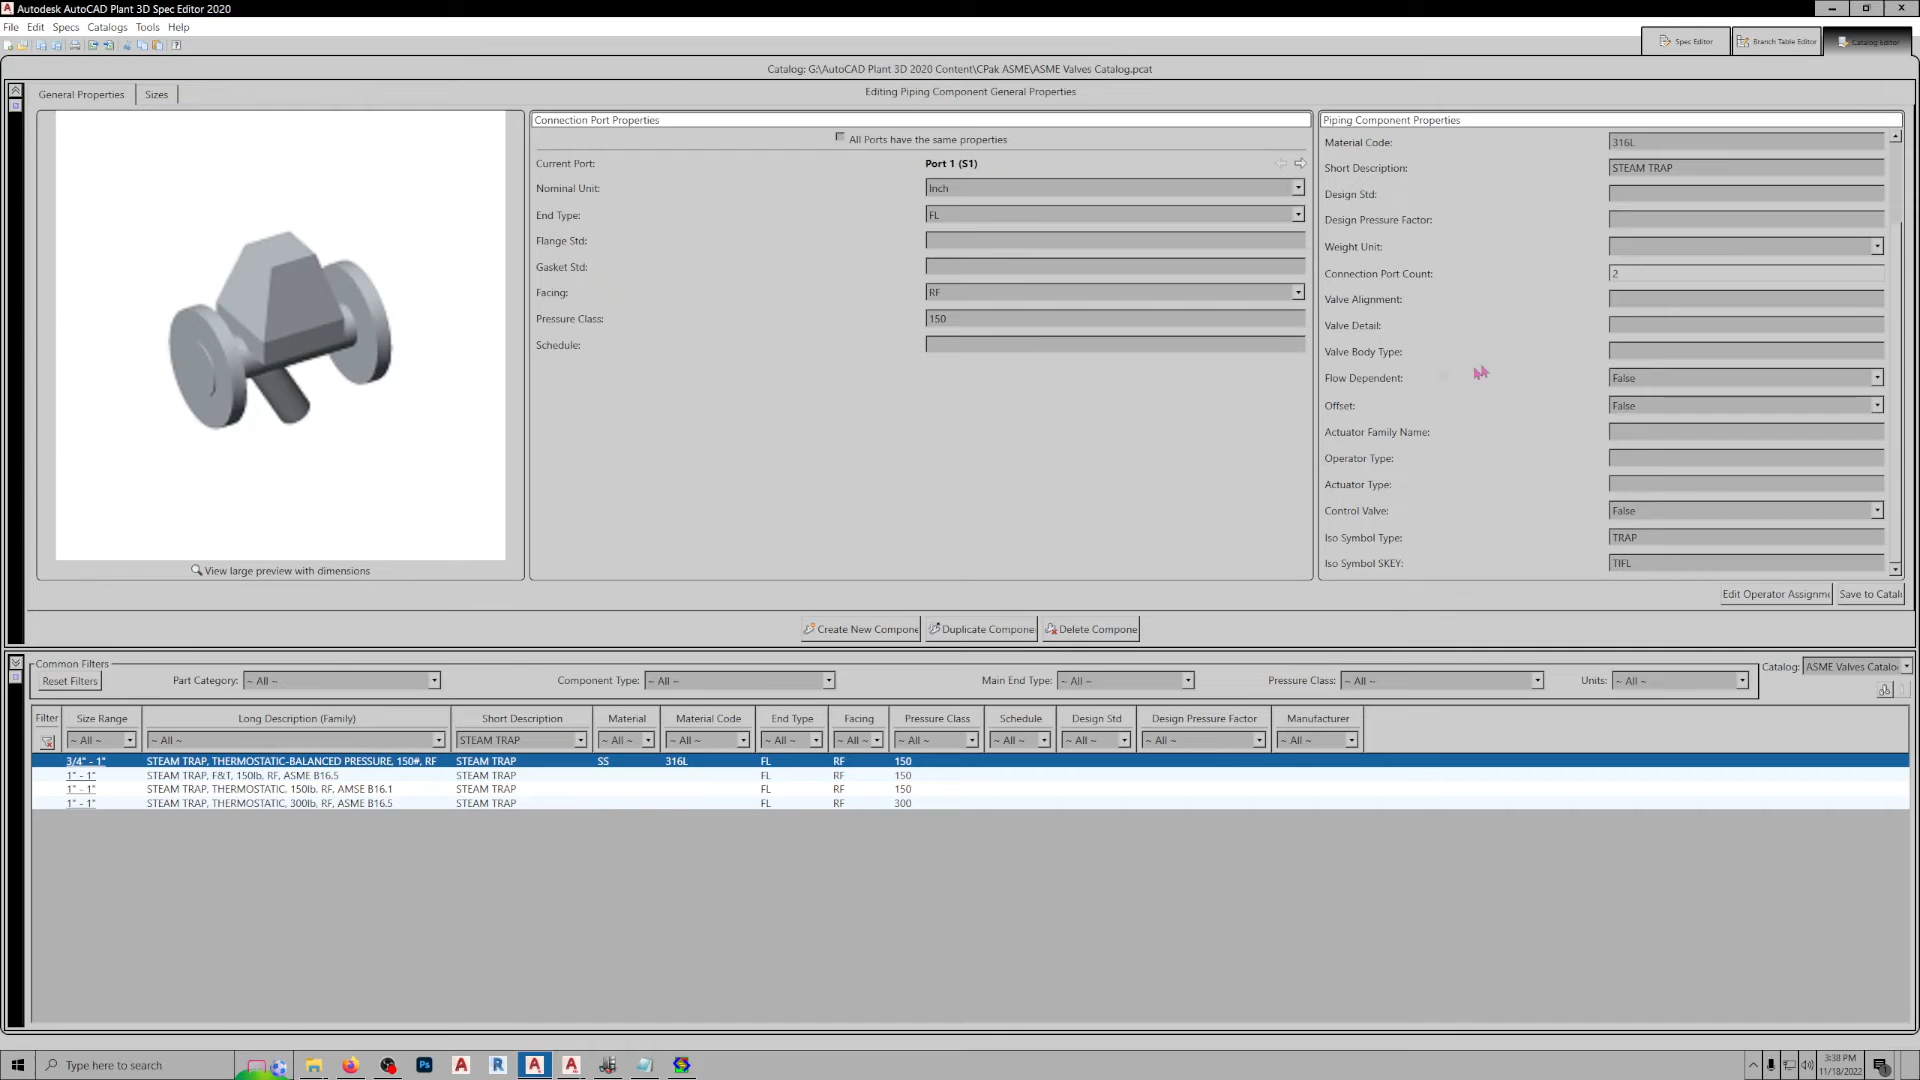 Autodesk AutoCAD Plant 3D Spec Editor 2020
File Edit Specs Catalogs Tools Help
Spec Editor Branch Table Editor Catalog Editor
Catalog: G:\AutoCAD Plant 3D 2020 Content\CPak ASME\ASME Valves Catalog.pcat
General Properties Sizes
Editing Piping Component General Properties
Connection Port Properties
All Ports have the same properties
Current Port: Port 1 (S1)
Nominal Unit: Inch
End Type: FL
Flange Std:
Gasket Std:
Facing: RF
Pressure Class: 150
Schedule:
View large preview with dimensions
Piping Component Properties
Material Code: 316L
Short Description: STEAM TRAP
Design Std:
Design Pressure Factor:
Weight Unit:
Connection Port Count: 2
Valve Alignment:
Valve Detail:
Valve Body Type:
Flow Dependent: False
Offset: False
Actuator Family Name:
Operator Type:
Actuator Type:
Control Valve: False
Iso Symbol Type: TRAP
Iso Symbol SKEY: TIFL
Edit Operator Assignme Save to Catalo
Create New Compone Duplicate Compone Delete Compone
Common Filters
Reset Filters Part Category: ~ All ~ Component Type: ~ All ~ Main End Type: ~ All ~ Pressure Class: ~ All ~ Units: ~ All ~ Catalog: ASME Valves Catalo
Filter Size Range Long Description (Family) Short Description Material Material Code End Type Facing Pressure Class Schedule Design Std Design Pressure Factor Manufacturer
~ All ~ ~ All ~ STEAM TRAP ~ All ~ ~ All ~ ~ All ~ ~ All ~ ~ All ~ ~ All ~ ~ All ~ ~ All ~ ~ All ~
3/4" - 1" STEAM TRAP, THERMOSTATIC-BALANCED PRESSURE, 150#, RF STEAM TRAP SS 316L FL RF 150
1" - 1" STEAM TRAP, F&T, 150lb, RF, ASME B16.5 STEAM TRAP FL RF 150
1" - 1" STEAM TRAP, THERMOSTATIC, 150lb, RF, AMSE B16.1 STEAM TRAP FL RF 150
1" - 1" STEAM TRAP, THERMOSTATIC, 300lb, RF, ASME B16.5 STEAM TRAP FL RF 300
Type here to search
3:38 PM
11/18/2022